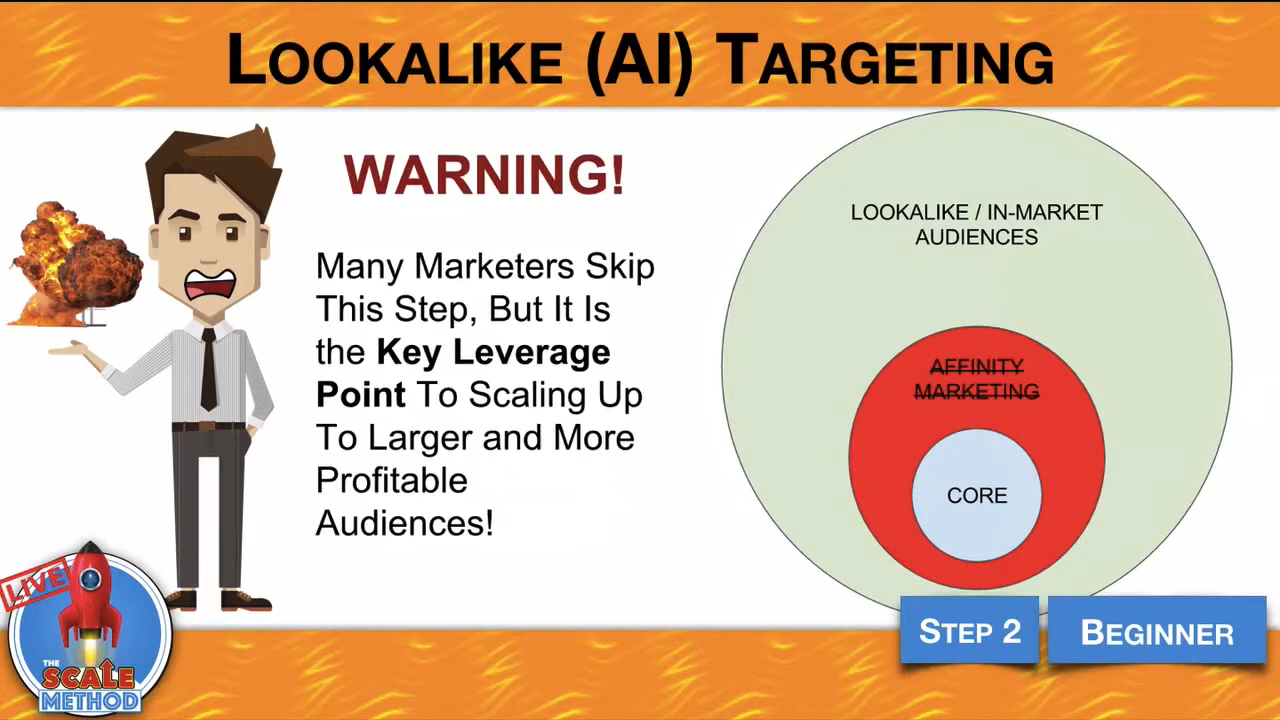 LOOKALIKE (AI) TARGETING
WARNING!
Many Marketers Skip
This Step, But It Is
the Key Leverage
Point To Scaling Up
To Larger and More
Profitable
Audiences!
LOOKALIKE / IN-MARKET
AUDIENCES
AFFINITY
MARKETING
CORE
LIVE
THE
SCALE
METHOD
STEP 2
BEGINNER